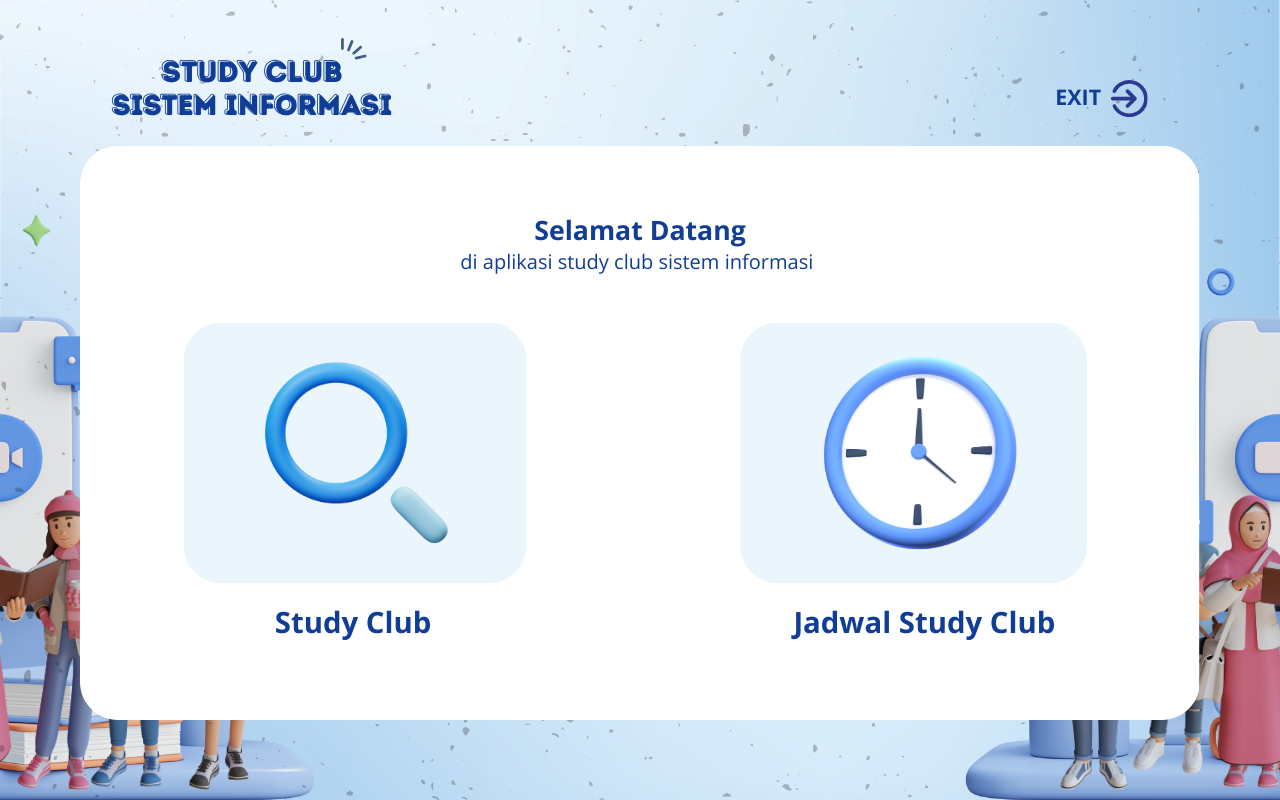 STUDY CLUB
SISTEM INFORMASI
EXIT
Selamat Datang
di aplikasi study club sistem informasi
Study Club
Jadwal Study Club